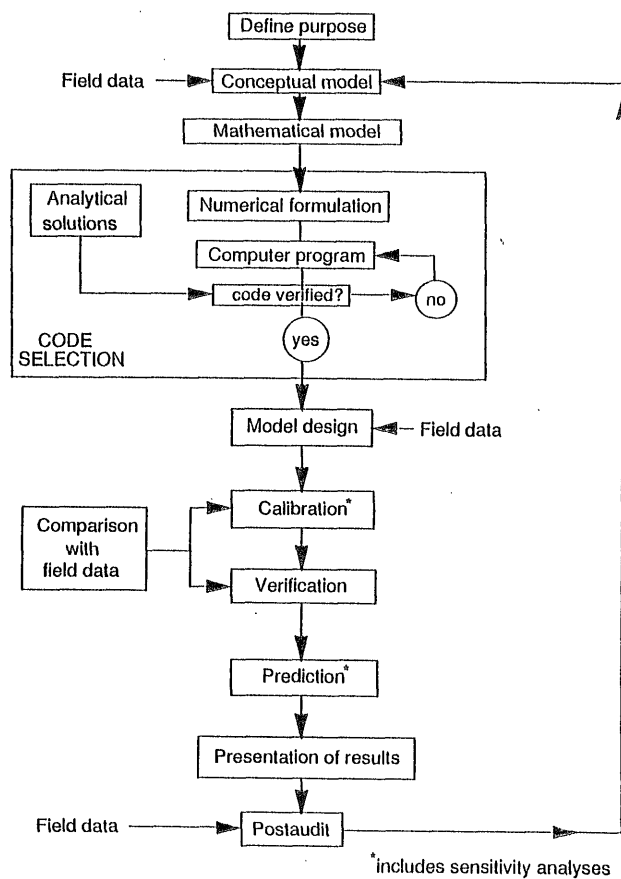 Define purpose
Field data
Conceptual model
Mathematical model
Analytical
solutions
Numerical formulation
Computer program
code verified?
no
yes
CODE
SELECTION
Model design
Field data
Calibration*
Comparison
with
field data
Verification
Prediction*
Presentation of results
Field data
Postaudit
*includes sensitivity analyses